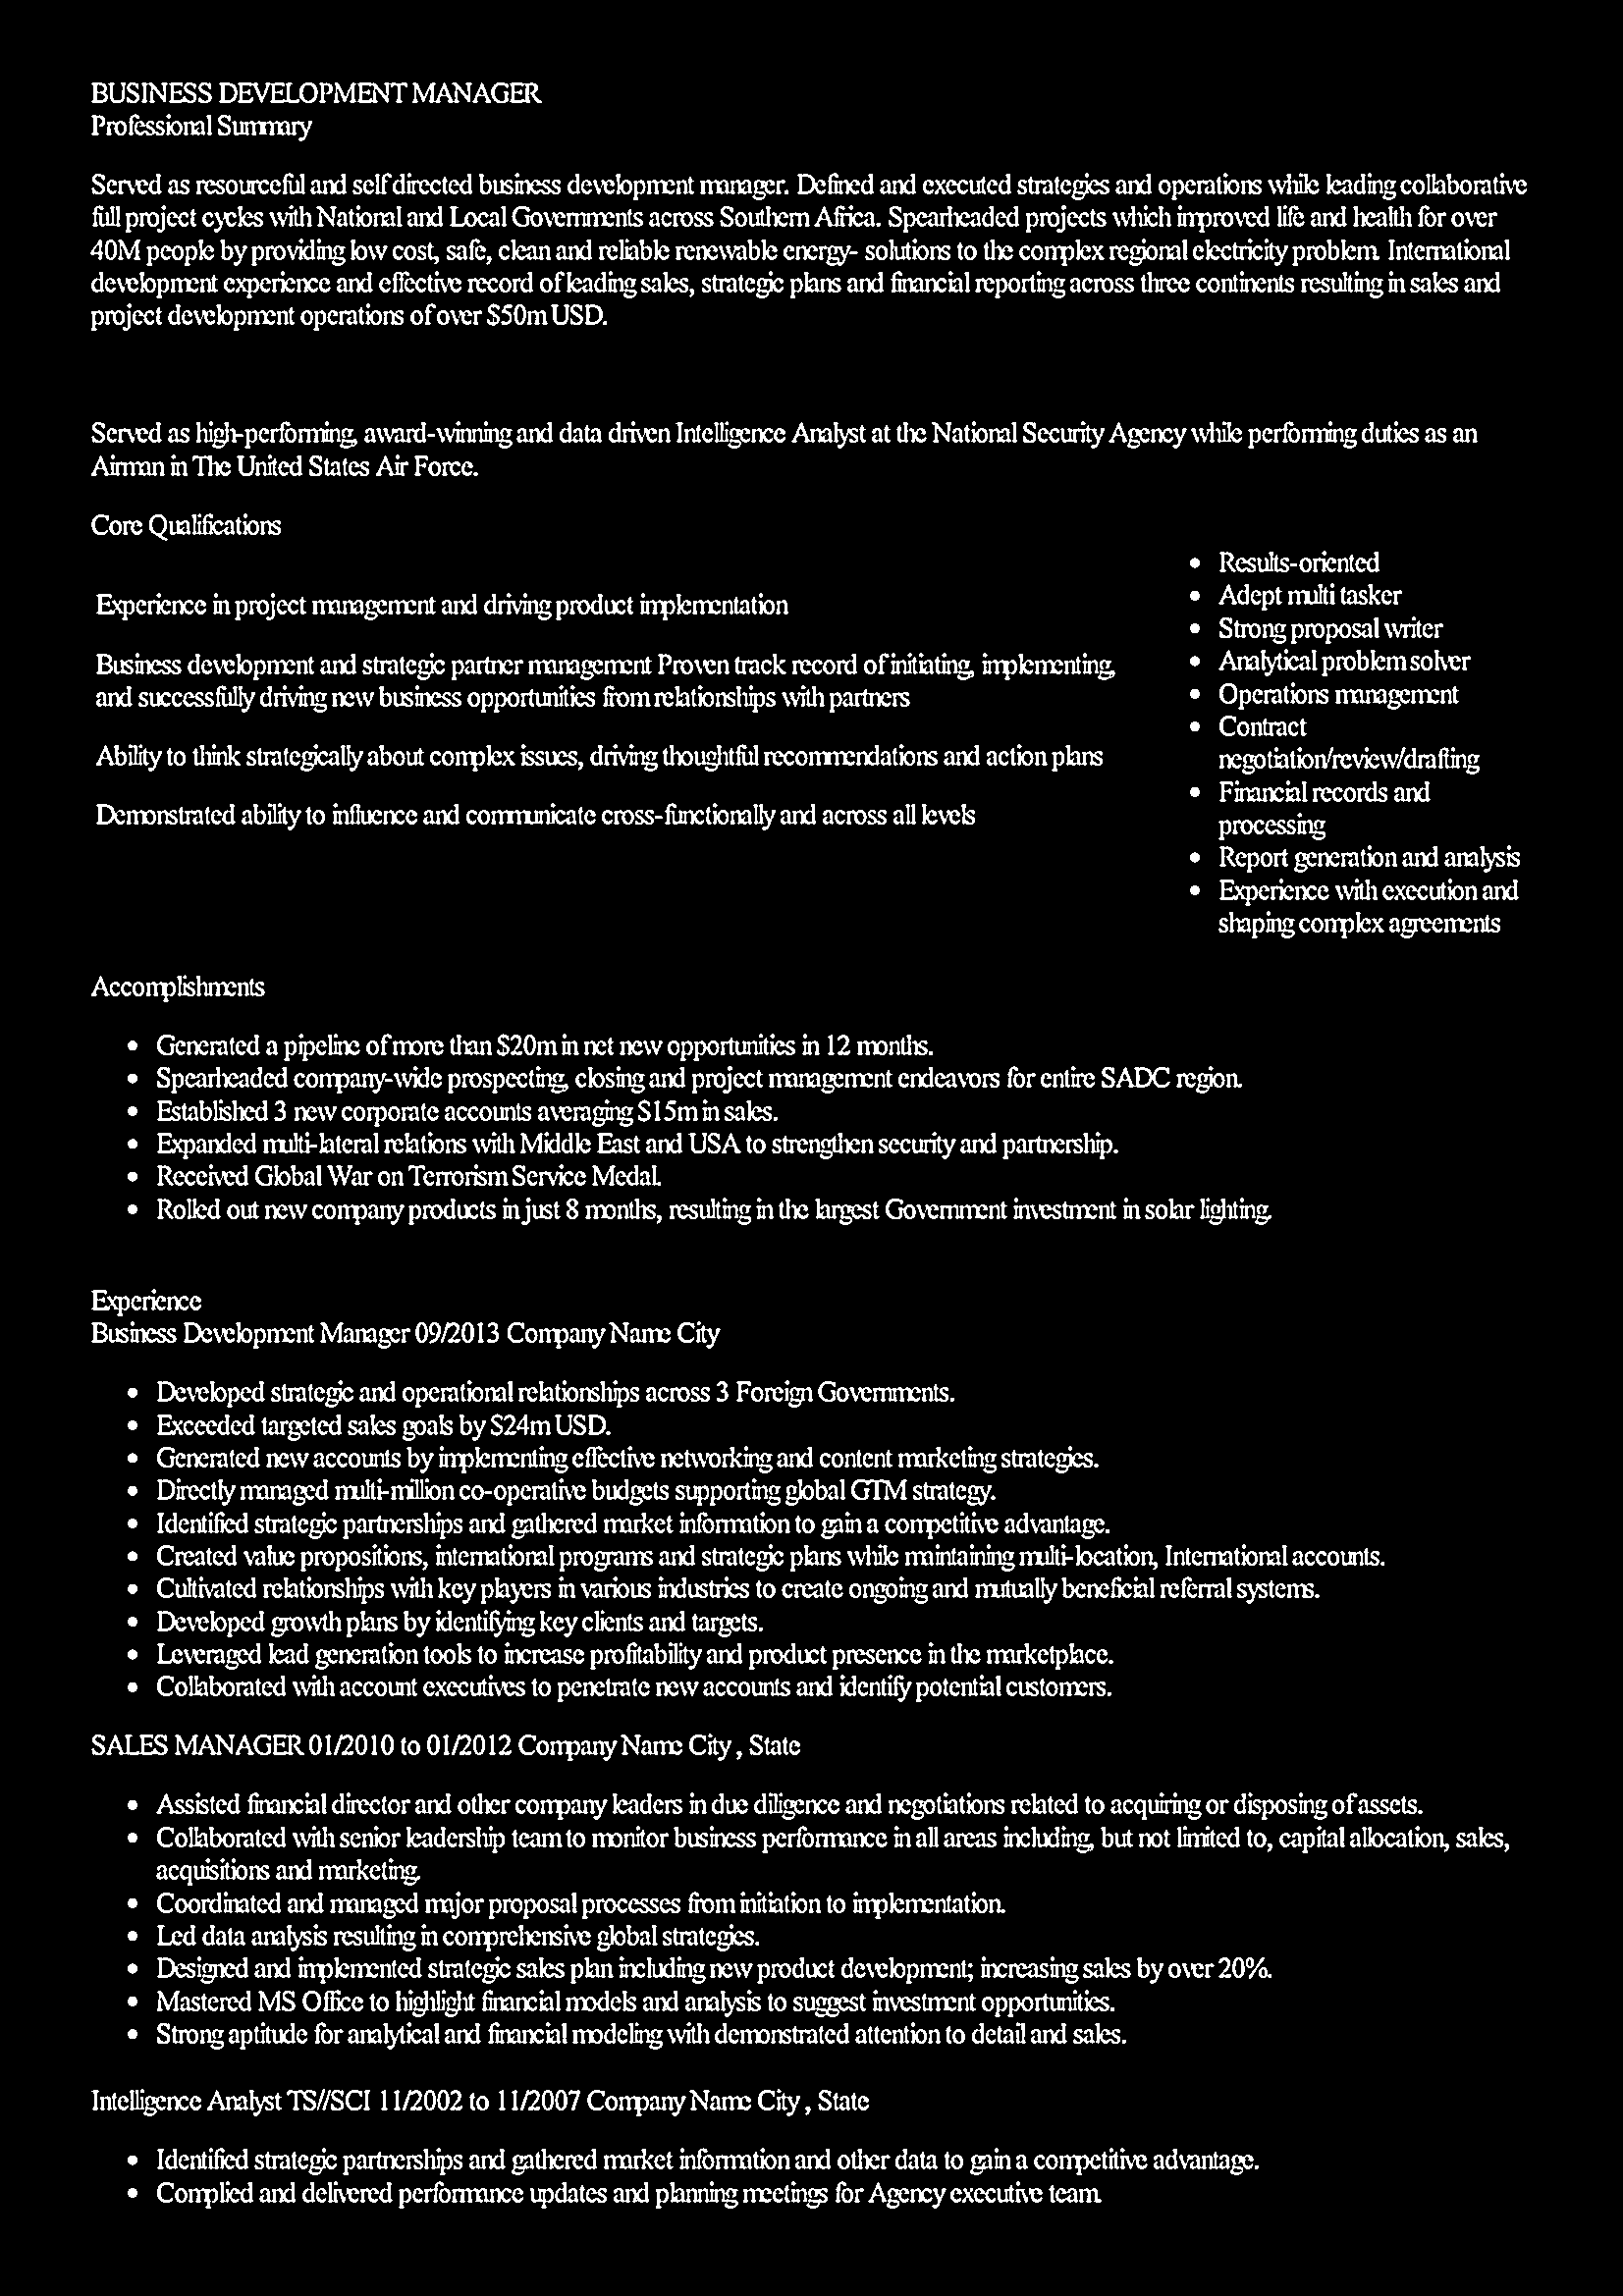 BUSINESS DEVELOPMENT MANAGER
Professional Summary
Served as resourceful and self directed business development manager. Defined and executed strategies and operations while leading collaborative
full project cycles with National and Local Governments across Southern Africa. Spearheaded projects which improved life and health for over
40M people by providing low cost, safe, clean and reliable renewable energy- solutions to the complex regional electricity problem. International
development experience and effective record of leading sales, strategic plans and financial reporting across three continents resulting in sales and
project development operations of over $50m USD.
Served as high-performing, award-winning and data driven Intelligence Analyst at the National Security Agency while performing duties as an
Airman in The United States Air Force.
Core Qualifications
Experience in project management and driving product implementation
Business development and strategic partner management Proven track record of initiating, implementing,
and successfully driving new business opportunities from relationships with partners
Ability to think strategically about complex issues, driving thoughtful recommendations and action plans
Demonstrated ability to influence and communicate cross-functionally and across all levels
• Results-oriented
• Adept multi tasker
• Strong proposal writer
• Analytical problem solver
• Operations management
• Contract
negotiation/review/drafting
• Financial records and
processing
• Report generation and analysis
• Experience with execution and
shaping complex agreements
Accomplishments
• Generated a pipeline of more than $20m in net new opportunities in 12 months.
• Spearheaded company-wide prospecting, closing and project management endeavors for entire SADC region.
• Established 3 new corporate accounts averaging $15m in sales.
• Expanded multi-lateral relations with Middle East and USA to strengthen security and partnership.
• Received Global War on Terrorism Service Medal.
• Rolled out new company products in just 8 months, resulting in the largest Government investment in solar lighting.
Experience
Business Development Manager 09/2013 Company Name City
• Developed strategic and operational relationships across 3 Foreign Governments.
• Exceeded targeted sales goals by $24m USD.
• Generated new accounts by implementing effective networking and content marketing strategies.
• Directly managed multi-million co-operative budgets supporting global GTM strategy.
• Identified strategic partnerships and gathered market information to gain a competitive advantage.
• Created value propositions, international programs and strategic plans while maintaining multi-location, International accounts.
• Cultivated relationships with key players in various industries to create ongoing and mutually beneficial referral systems.
• Developed growth plans by identifying key clients and targets.
• Leveraged lead generation tools to increase profitability and product presence in the marketplace.
• Collaborated with account executives to penetrate new accounts and identify potential customers.
SALES MANAGER 01/2010 to 01/2012 Company Name City , State
• Assisted financial director and other company leaders in due diligence and negotiations related to acquiring or disposing of assets.
• Collaborated with senior leadership team to monitor business performance in all areas including, but not limited to, capital allocation, sales,
acquisitions and marketing.
• Coordinated and managed major proposal processes from initiation to implementation.
• Led data analysis resulting in comprehensive global strategies.
• Designed and implemented strategic sales plan including new product development; increasing sales by over 20%.
• Mastered MS Office to highlight financial models and analysis to suggest investment opportunities.
• Strong aptitude for analytical and financial modeling with demonstrated attention to detail and sales.
Intelligence Analyst TS//SCI 11/2002 to 11/2007 Company Name City , State
• Identified strategic partnerships and gathered market information and other data to gain a competitive advantage.
• Complied and delivered performance updates and planning meetings for Agency executive team.